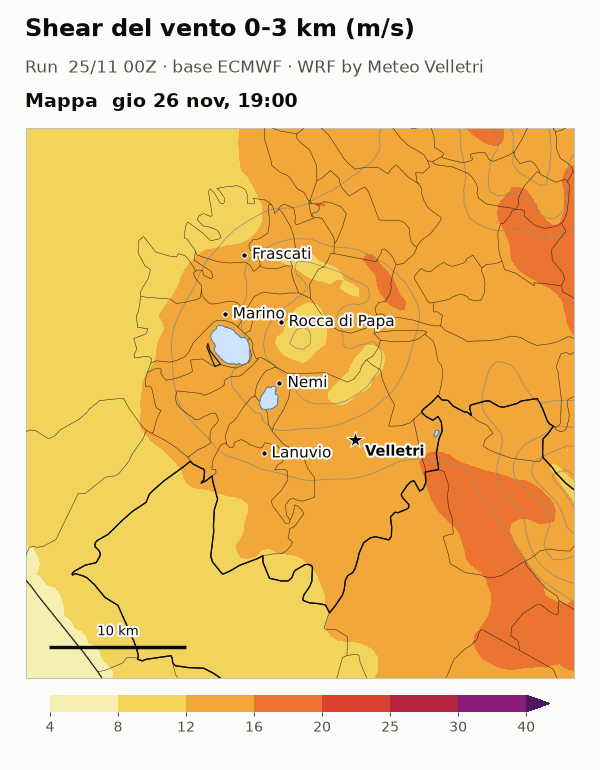 Shear del vento 0-3 km (m/s)
Run  25/11 00Z · base ECMWF · WRF by Meteo Velletri
Mappa  gio 26 nov, 19:00
Frascati
Marino
Rocca di Papa
Nemi
Velletri
Lanuvio
10 km
4 8 12 16 20 25 30 40